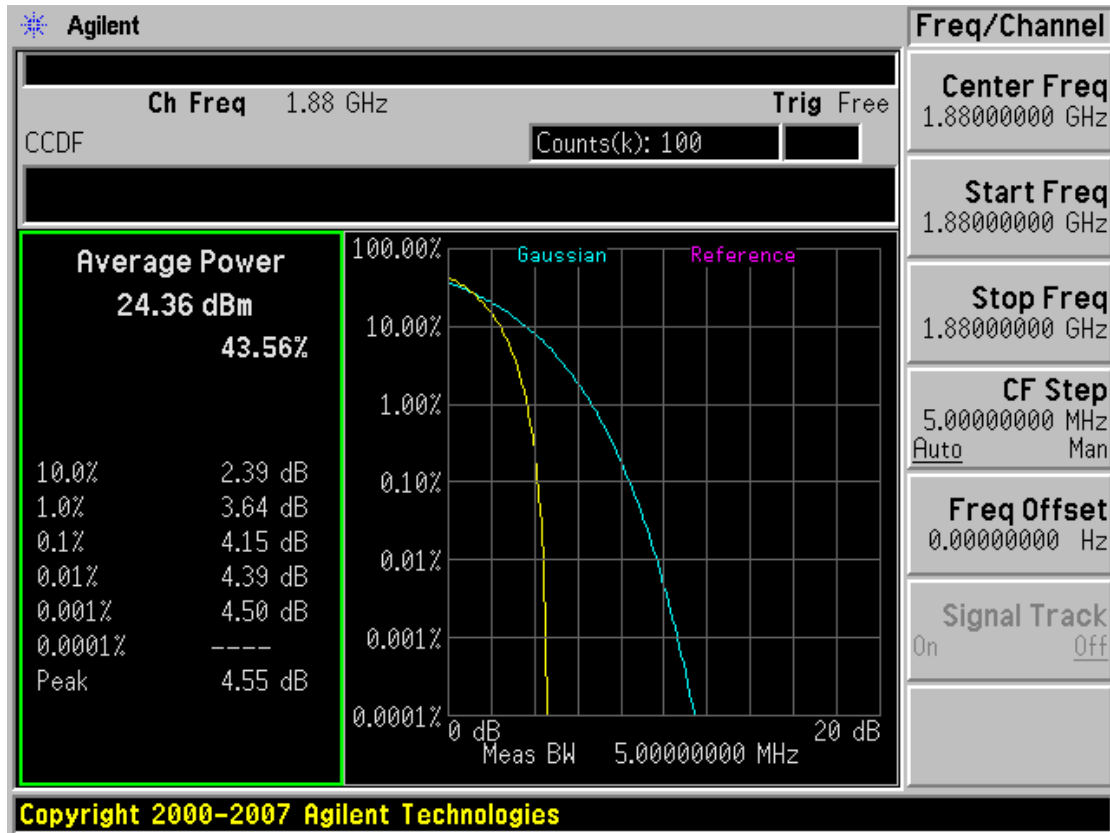 Agilent
Freq/Channel
Ch Freq 1.88 GHz Trig Free
CCDF Counts(k): 100
Average Power
24.36 dBm
43.56%
10.0% 2.39 dB
1.0% 3.64 dB
0.1% 4.15 dB
0.01% 4.39 dB
0.001% 4.50 dB
0.0001% ----
Peak 4.55 dB
Gaussian Reference
100.00%
10.00%
1.00%
0.10%
0.01%
0.001%
0.0001%
0 dB 20 dB
Meas BW 5.00000000 MHz
Center Freq
1.88000000 GHz
Start Freq
1.88000000 GHz
Stop Freq
1.88000000 GHz
CF Step
5.00000000 MHz
Auto Man
Freq Offset
0.00000000 Hz
Signal Track
On Off
Copyright 2000-2007 Agilent Technologies